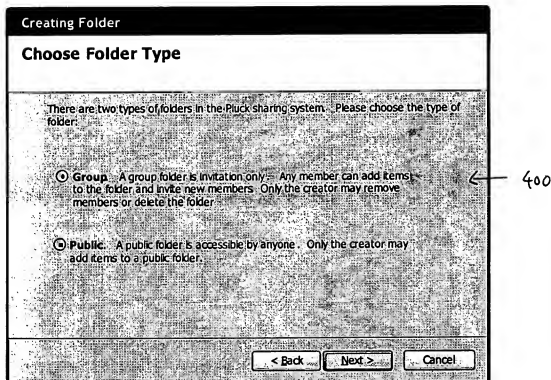 Creating Folder
Choose Folder Type
There are two types of folders in the Pluck sharing system. Please choose the type of
folder:
Group. A group folder is invitation only. Any member can add items
to the folder and invite new members. Only the creator may remove
members or delete the folder
400
Public. A public folder is accessible by anyone. Only the creator may
add items to a public folder.
< Back
Next >
Cancel